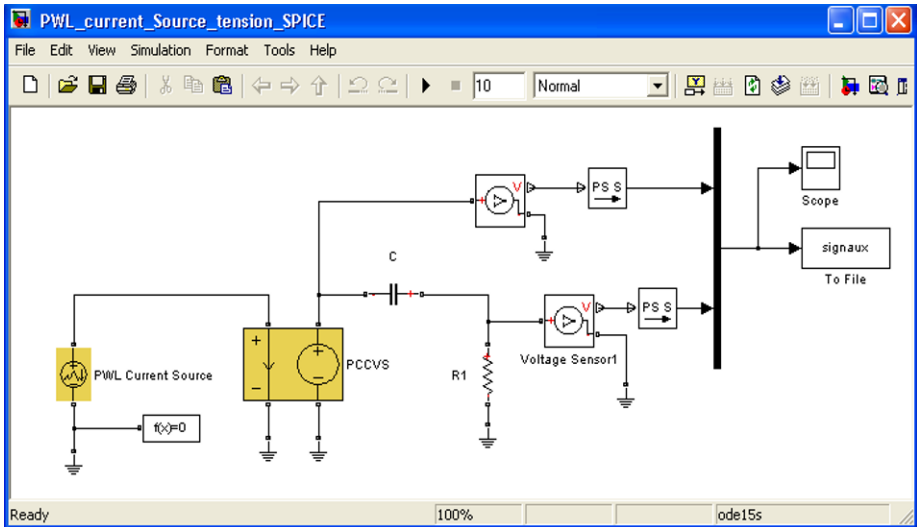 PWL_current_Source_tension_SPICE
File Edit View Simulation Format Tools Help
10 Normal
V
PS S
Scope
signaux
To File
C
V
PS S
Voltage Sensor1
PWL Current Source
PCCVS
R1
f(x)=0
Ready 100% ode15s